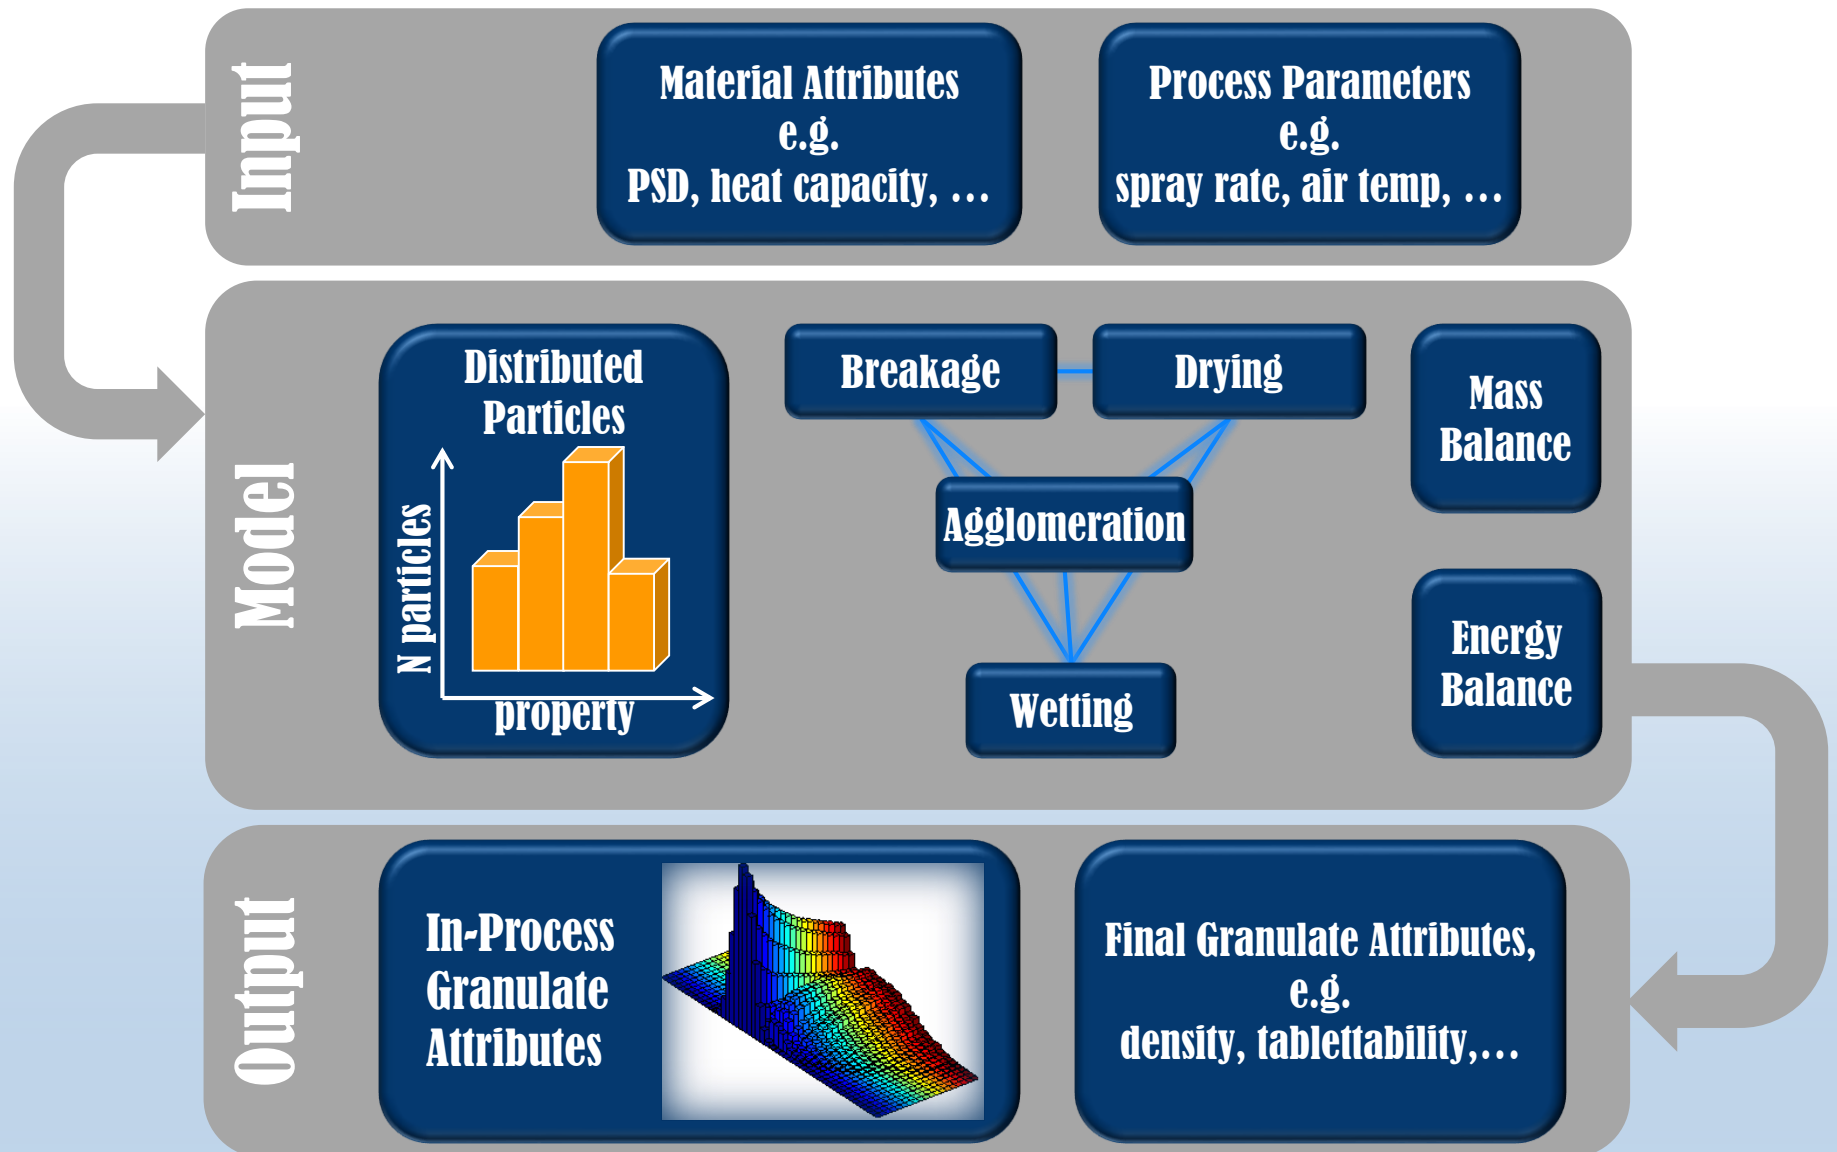 Input
Material Attributes
e.g.
PSD, heat capacity, …
Process Parameters
e.g.
spray rate, air temp, …
Model
Distributed
Particles
N particles
property
Breakage
Drying
Agglomeration
Wetting
Mass
Balance
Energy
Balance
Output
In-Process
Granulate
Attributes
Final Granulate Attributes,
e.g.
density, tablettability,…